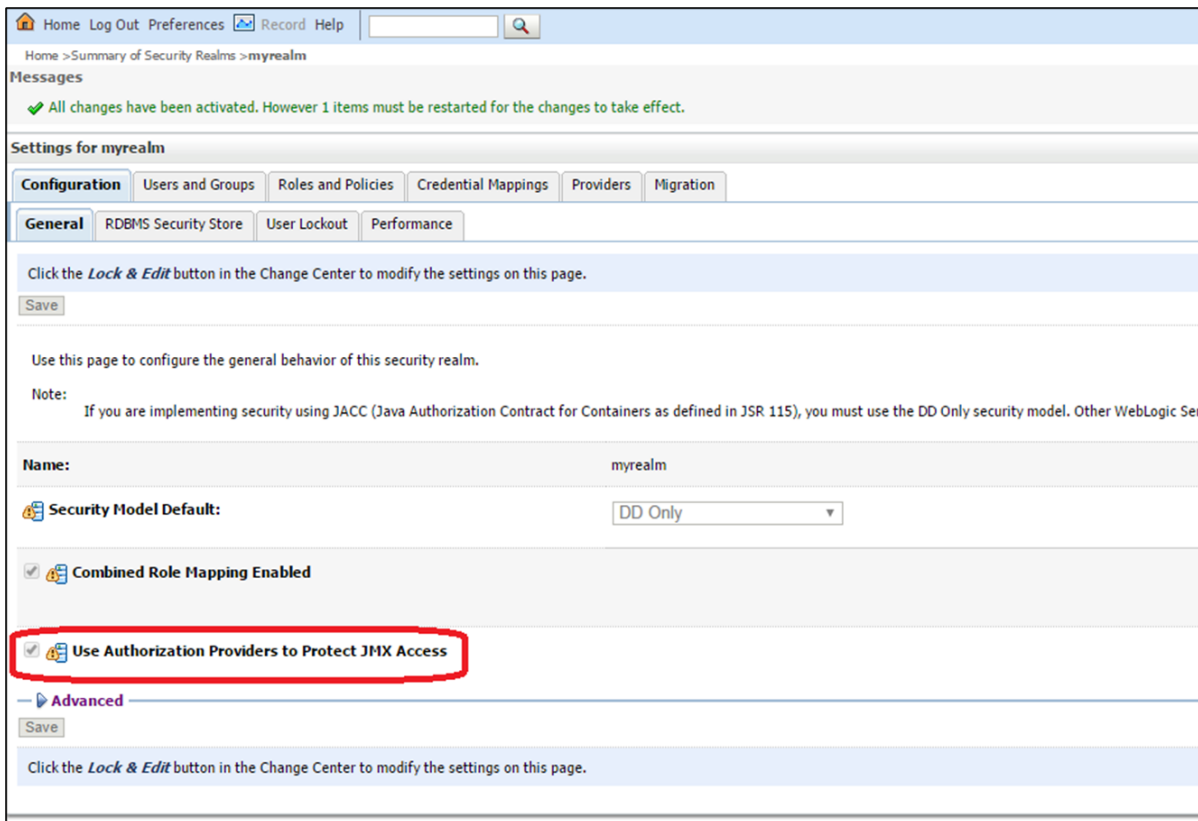 Home Log Out Preferences Record Help
Home >Summary of Security Realms >myrealm
Messages
All changes have been activated. However 1 items must be restarted for the changes to take effect.
Settings for myrealm
Configuration Users and Groups Roles and Policies Credential Mappings Providers Migration
General RDBMS Security Store User Lockout Performance
Click the Lock & Edit button in the Change Center to modify the settings on this page.
Save
Use this page to configure the general behavior of this security realm.
Note:
If you are implementing security using JACC (Java Authorization Contract for Containers as defined in JSR 115), you must use the DD Only security model. Other WebLogic
Name: myrealm
Security Model Default: DD Only
Combined Role Mapping Enabled
Use Authorization Providers to Protect JMX Access
Advanced
Save
Click the Lock & Edit button in the Change Center to modify the settings on this page.